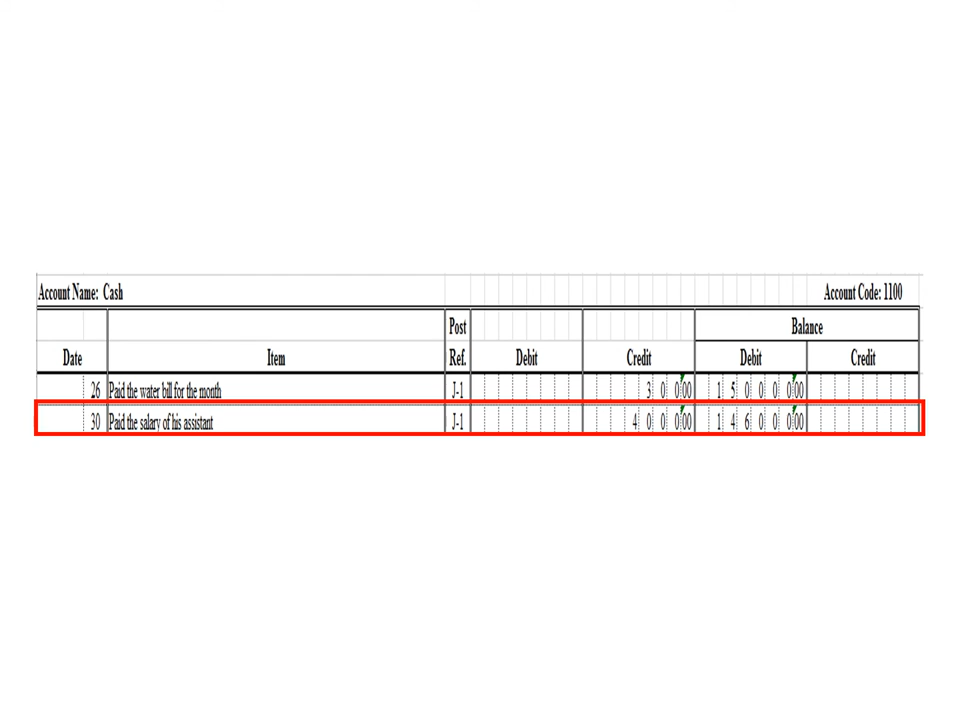 Account Name: Cash Account Code: 1100
Post Balance
Date Item Ref. Debit Credit Debit Credit
26 Paid the water bill for the month J-1 3 0 0 00 1 5 0 0 0 0 00
30 Paid the salary of his assistant J-1 4 0 0 0 00 1 4 6 0 0 0 00